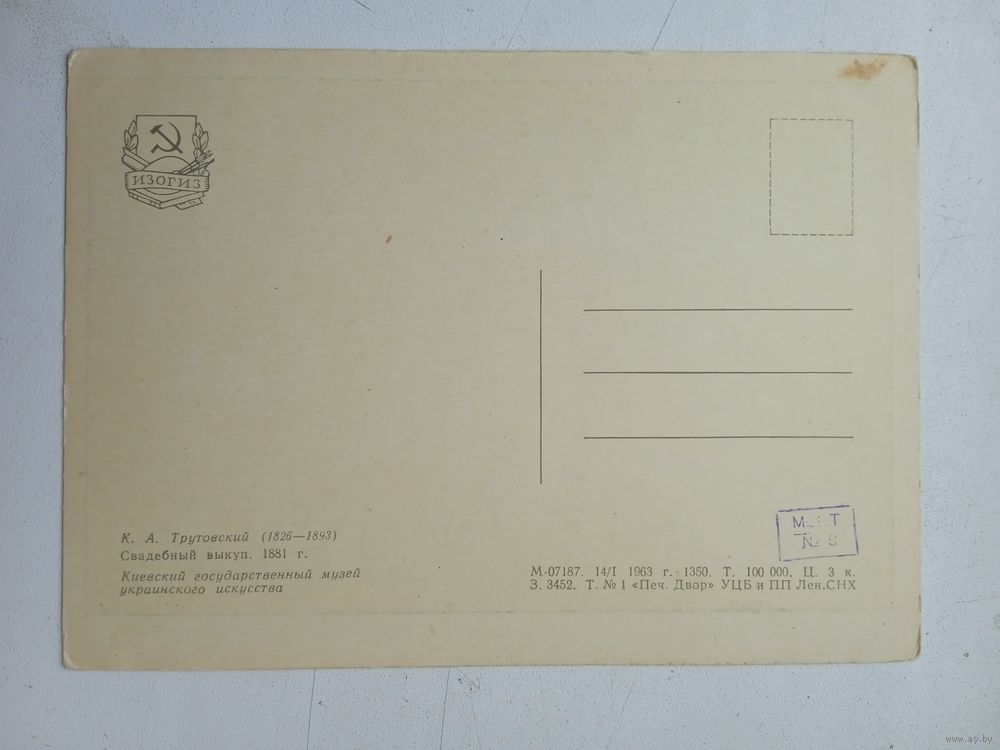 ИЗОГИЗ
К. А. Трутовский (1826—1893)
Свадебный выкуп. 1881 г.
Киевский государственный музей
украинского искусства
М-07187. 14/I 1963 г. 1350. Т. 100 000. Ц. 3 к.
З. 3452. Т. № 1 «Печ. Двор» УЦБ и ПП Лен.СНХ
www.ay.by